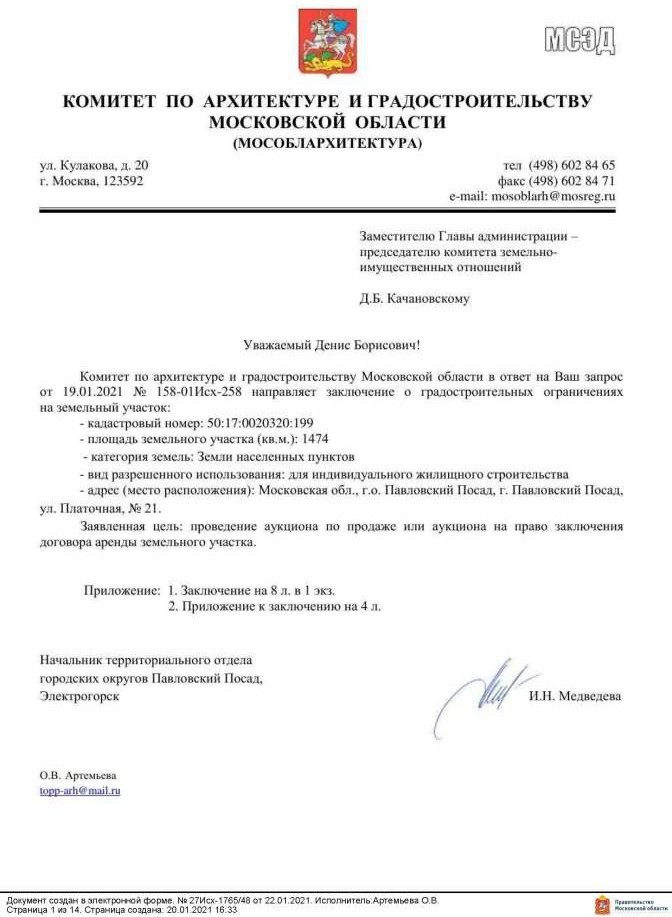 МСЭД
КОМИТЕТ ПО АРХИТЕКТУРЕ И ГРАДОСТРОИТЕЛЬСТВУ
МОСКОВСКОЙ ОБЛАСТИ
(МОСОБЛАРХИТЕКТУРА)
ул. Кулакова, д. 20
тел (498) 602 84 65
г. Москва, 123592
факс (498) 602 84 71
e-mail: mosoblarh@mosreg.ru
Заместителю Главы администрации –
председателю комитета земельно-
имущественных отношений
Д.Б. Качановскому
Уважаемый Денис Борисович!
Комитет по архитектуре и градостроительству Московской области в ответ на Ваш запрос
от 19.01.2021 № 158-01Исх-258 направляет заключение о градостроительных ограничениях
на земельный участок:
- кадастровый номер: 50:17:0020320:199
- площадь земельного участка (кв.м.): 1474
- категория земель: Земли населенных пунктов
- вид разрешенного использования: для индивидуального жилищного строительства
- адрес (место расположения): Московская обл., г.о. Павловский Посад, г. Павловский Посад,
ул. Платочная, № 21.
Заявленная цель: проведение аукциона по продаже или аукциона на право заключения
договора аренды земельного участка.
Приложение: 1. Заключение на 8 л. в 1 экз.
2. Приложение к заключению на 4 л.
Начальник территориального отдела
городских округов Павловский Посад,
Электрогорск
И.Н. Медведева
О.В. Артемьева
topp-arh@mail.ru
Документ создан в электронной форме. № 27Исх-1765/48 от 22.01.2021. Исполнитель:Артемьева О.В.
Страница 1 из 14. Страница создана: 20.01.2021 16:33
Правительство
Московской области